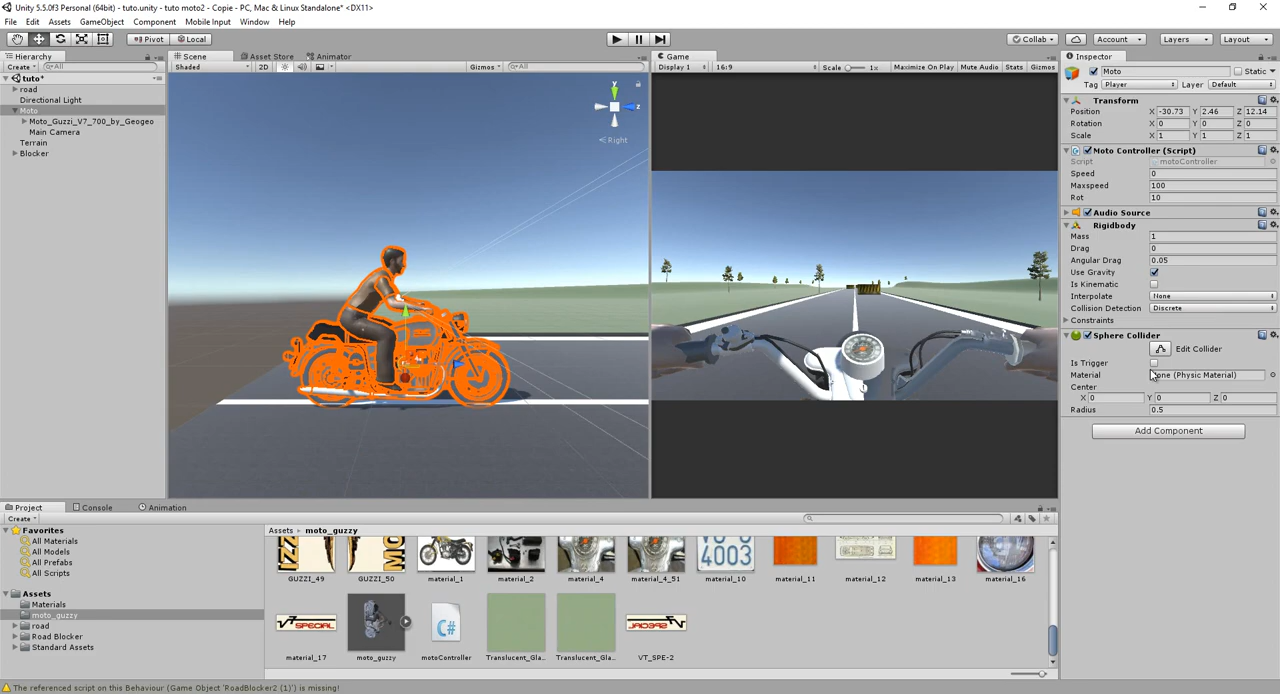 Unity 5.5.0f3 Personal (64bit) - tuto.unity - tuto moto2 - Copie - PC, Mac & Linux Standalone* <DX11>
File Edit Assets GameObject Component Mobile Input Window Help
Pivot Local Collab Account Layers Layout
Hierarchy
Create All
tuto*
road
Directional Light
Moto
Moto_Guzzi_V7_700_by_Geogeo
Main Camera
Terrain
Blocker
Scene Asset Store Animator
Shaded 2D Gizmos All
y
z
Right
Game
Display 1 16:9 Scale 1x Maximize On Play Mute Audio Stats Gizmos
Inspector
Moto Static
Tag Player Layer Default
Transform
Position X -30.73 Y 2.46 Z 12.14
Rotation X 0 Y 0 Z 0
Scale X 1 Y 1 Z 1
Moto Controller (Script)
Script motoController
Speed 0
Maxspeed 100
Rot 10
Audio Source
Rigidbody
Mass 1
Drag 0
Angular Drag 0.05
Use Gravity
Is Kinematic
Interpolate None
Collision Detection Discrete
Constraints
Sphere Collider
Edit Collider
Is Trigger
Material None (Physic Material)
Center
X 0 Y 0 Z 0
Radius 0.5
Add Component
Project Console Animation
Create
Favorites
All Materials
All Models
All Prefabs
All Scripts
Assets
Materials
moto_guzzy
road
Road Blocker
Standard Assets
Assets moto_guzzy
GUZZI_49 GUZZI_50 material_1 material_2 material_4 material_4_51 material_10 material_11 material_12 material_13 material_16
material_17 moto_guzzy motoController Translucent_Gla... Translucent_Gla... VT_SPE-2
C#
The referenced script on this Behaviour (Game Object 'RoadBlocker2 (1)') is missing!